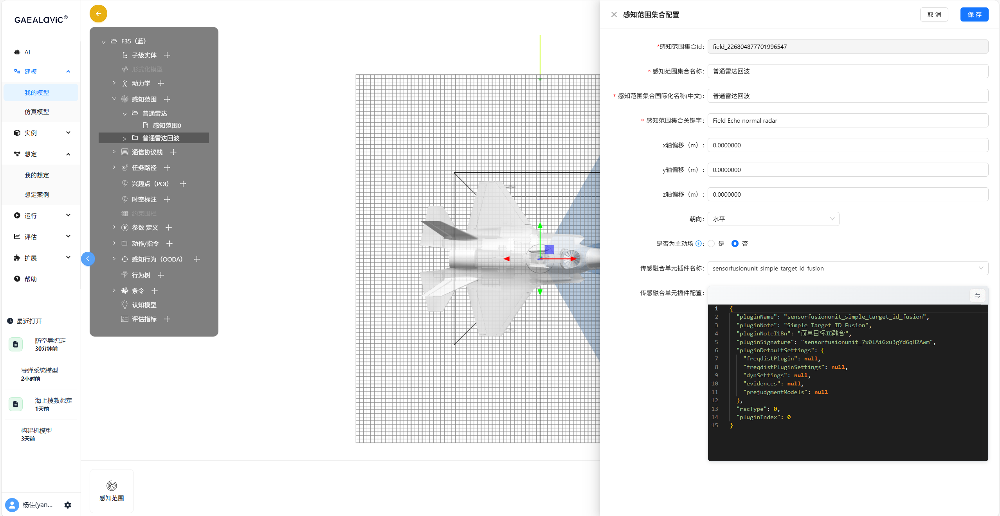 GAEALOVIC®
AI
建模
我的模型
仿真模型
实例
想定
我的想定
想定案例
运行
评估
扩展
帮助
最近打开
防空导想定
30分钟前
导弹系统模型
2小时前
海上搜救想定
1天前
构建机模型
3天前
杨佳(yan...
F35（蓝）
子级实体
形式化模型
动力学
感知范围
普通雷达
感知范围0
普通雷达回波
通信协议栈
任务路径
兴趣点（POI）
时空标注
约束围栏
参数 定义
动作/指令
感知行为（OODA）
行为树
条令
认知模型
评估指标
感知范围
感知范围集合配置
取 消
保 存
*感知范围集合Id: field_226804877701996547
* 感知范围集合名称: 普通雷达回波
* 感知范围集合国际化名称(中文): 普通雷达回波
* 感知范围集合关键字: Field Echo normal radar
x轴偏移（m）: 0.0000000
y轴偏移（m）: 0.0000000
z轴偏移（m）: 0.0000000
朝向: 水平
是否为主动场 : 是 否
传感融合单元插件名称: sensorfusionunit_simple_target_id_fusion
传感融合单元插件配置:
1 {
2 "pluginName": "sensorfusionunit_simple_target_id_fusion",
3 "pluginNote": "Simple Target ID Fusion",
4 "pluginNoteI18n": "简单目标ID融合",
5 "pluginSignature": "sensorfusionunit_7x0lAiGxu3gYd6qH2Awm",
6 "pluginDefaultSettings": {
7 "freqdistPlugin": null,
8 "freqdistPluginSettings": null,
9 "dynSettings": null,
10 "evidences": null,
11 "prejudgmentModels": null
12 },
13 "rscType": 0,
14 "pluginIndex": 0
15 }